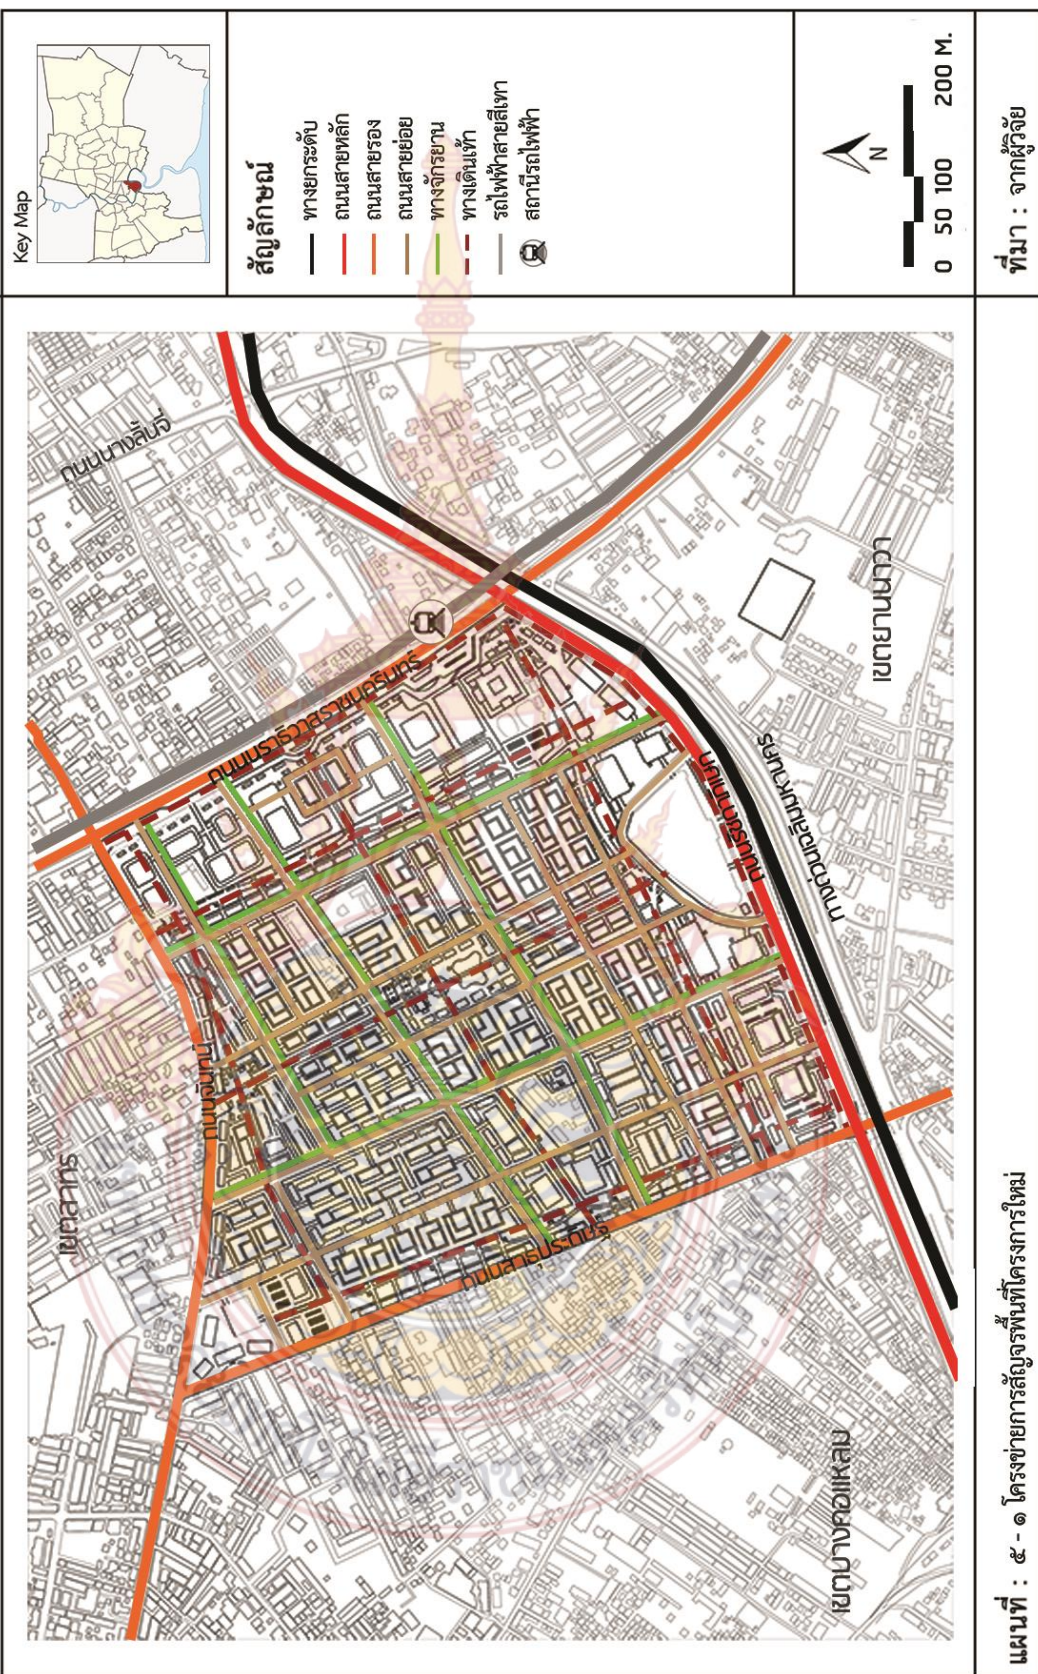 Key Map
สัญลักษณ์
ทางยกระดับ
ถนนสายหลัก
ถนนสายรอง
ถนนสายย่อย
ทางจักรยาน
ทางเดินเท้า
รถไฟฟ้าสายสีเทา
สถานีรถไฟฟ้า
N
0 50 100 200 M.
ที่มา : จากผู้วิจัย
ถนนนางลิ้นจี่
ถนนนราธิวาสราชนครินทร์
เขตยานนาวา
ถนนรัชดาภิเษก
ทางด่วนเฉลิมมหานคร
ถนนจันทน์
เขตสาทร
ถนนสาธุประดิษฐ์
เขตบางคอแหลม
แผนที่ : ๕ - ๑ โครงข่ายการสัญจรพื้นที่โครงการใหม่